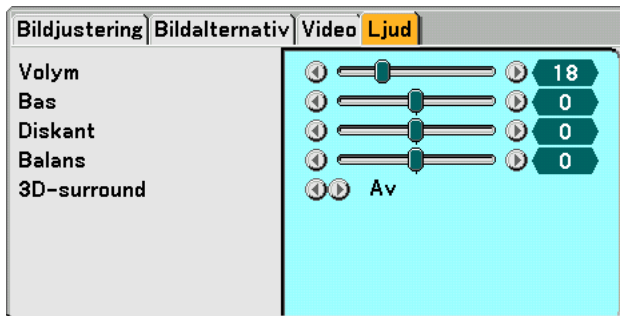 Bildjustering Bildalternativ Video Ljud
Volym 18
Bas 0
Diskant 0
Balans 0
3D-surround Av